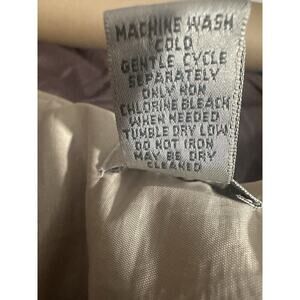 MACHINE WASH
COLD
GENTLE CYCLE
SEPARATELY
ONLY NON
CHLORINE BLEACH
WHEN NEEDED
TUMBLE DRY LOW
DO NOT IRON
MAY BE DRY
CLEANED